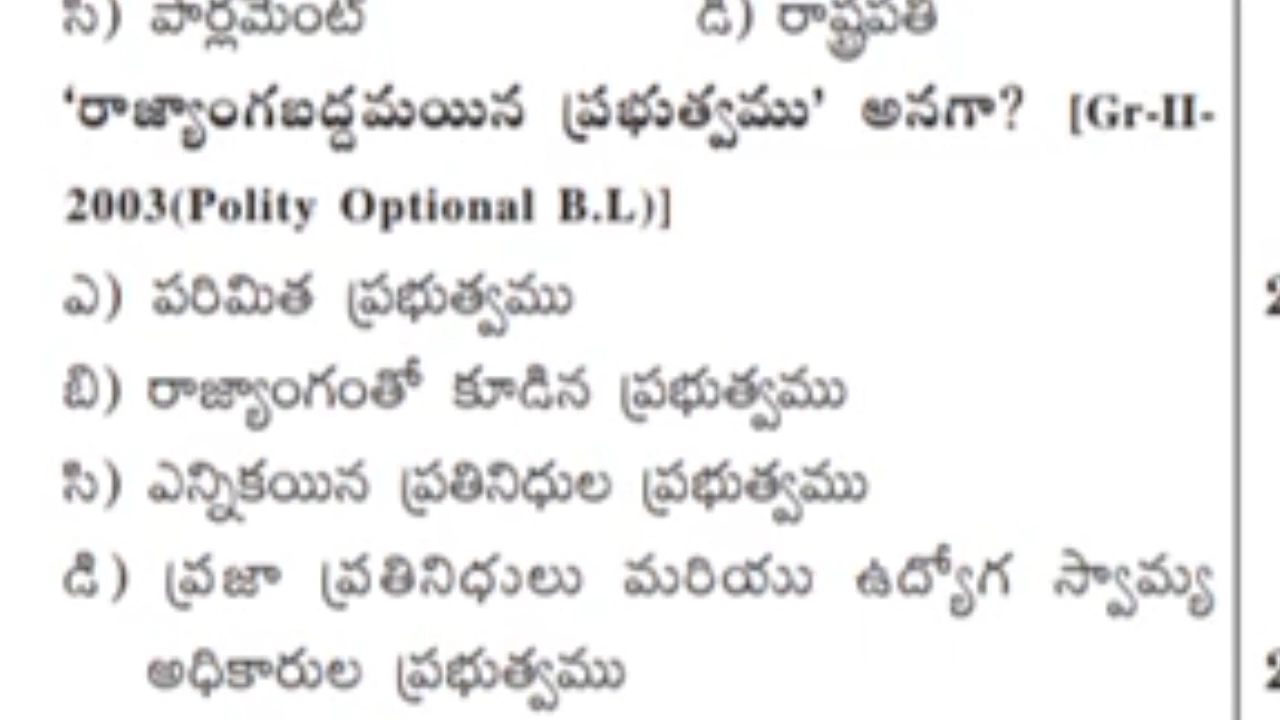 సి) పార్లమెంట్ డి) రాష్ట్రపతి
‘రాజ్యాంగబద్దమయిన ప్రభుత్వము’ అనగా? [Gr-II-
2003(Polity Optional B.L)]
ఎ) పరిమిత ప్రభుత్వము
బి) రాజ్యాంగంతో కూడిన ప్రభుత్వము
సి) ఎన్నికయిన ప్రతినిధుల ప్రభుత్వము
డి) ప్రజా ప్రతినిధులు మరియు ఉద్యోగ స్వామ్య
అధికారుల ప్రభుత్వము